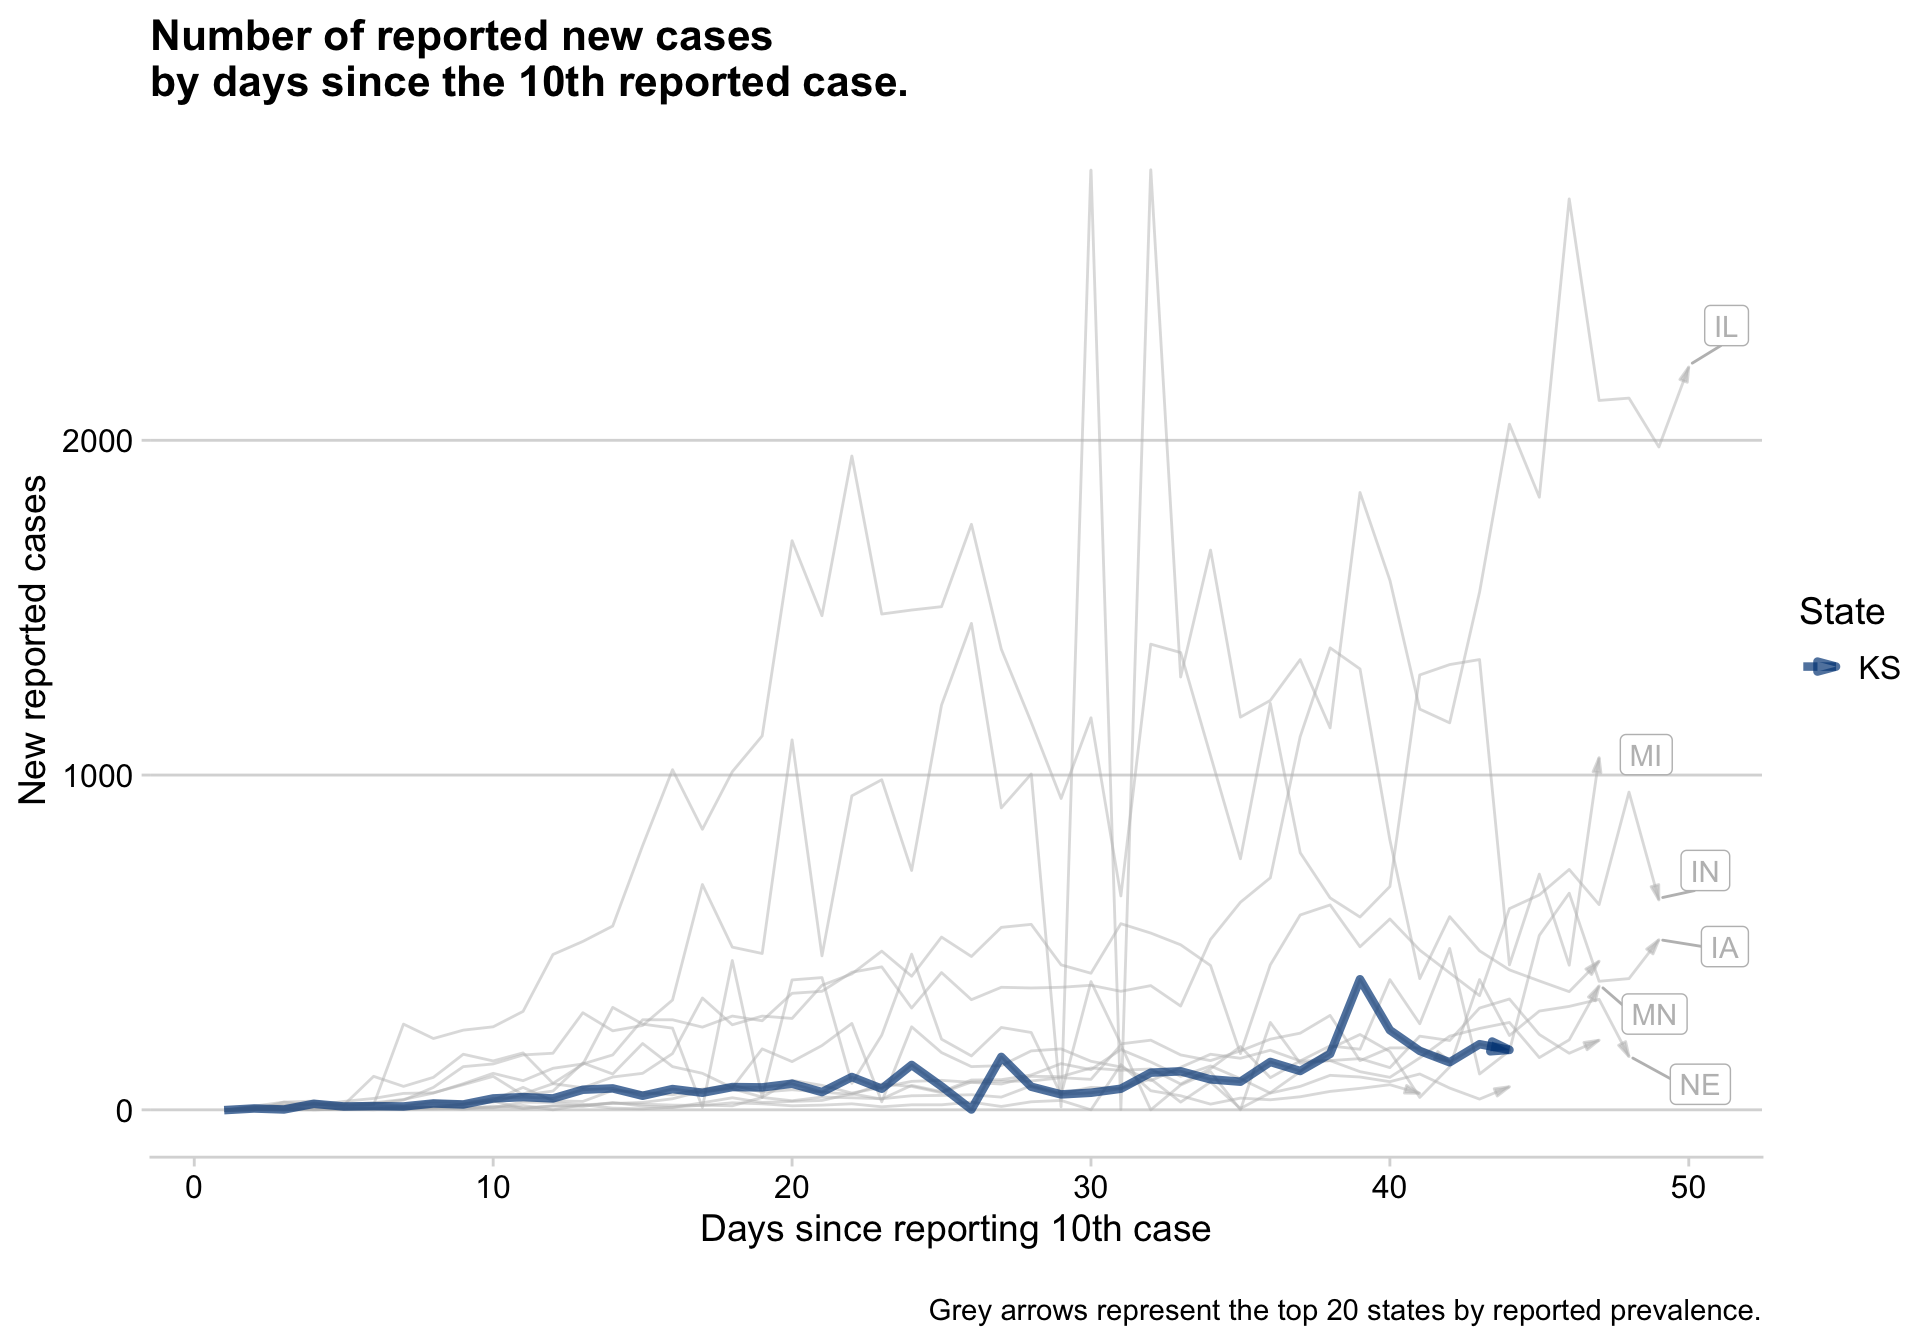 Number of reported new cases
by days since the 10th reported case.
New reported cases
2000
1000
0
IL
MI
IN
IA
MN
NE
State
KS
0 10 20 30 40 50
Days since reporting 10th case
Grey arrows represent the top 20 states by reported prevalence.